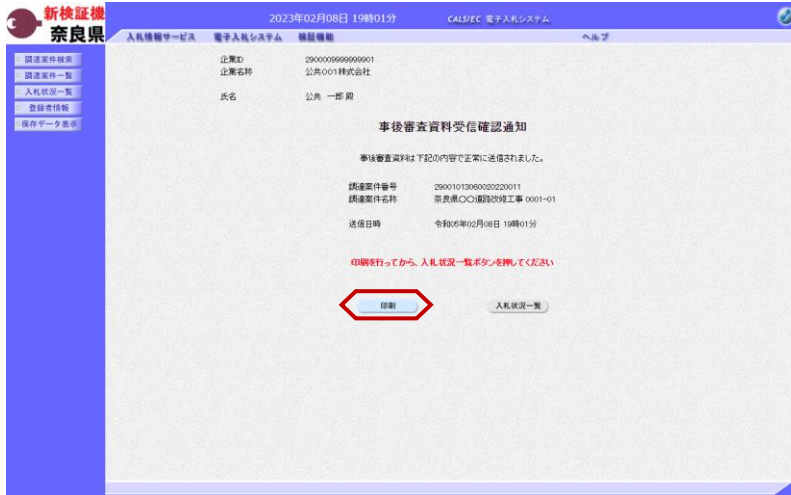 新検証機
奈良県
2023年02月08日 19時01分
CALS/EC 電子入札システム
入札情報サービス
電子入札システム
検証機能
ヘルプ
調達案件検索
調達案件一覧
入札状況一覧
登録者情報
保存データ表示
企業ID 2900009999999901
企業名称 公共001株式会社
氏名 公共 一郎 殿
事後審査資料受信確認通知
事後審査資料は下記の内容で正常に送信されました。
調達案件番号 29001013060020220011
調達案件名称 奈良県○○道路改修工事 0001-01
送信日時 令和05年02月08日 19時01分
印刷を行ってから、入札状況一覧ボタンを押してください
印刷
入札状況一覧